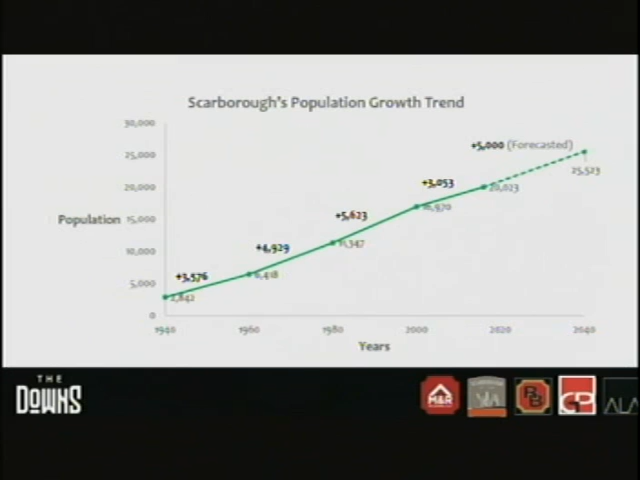 Scarborough's Population Growth Trend
30,000
25,000
20,000
15,000
10,000
5,000
0
Population
+3,576
+4,929
+5,623
+3,053
+5,000 (Forecasted)
2,842
6,418
11,347
16,970
20,023
25,523
1940 1960 1980 2000 2020 2040
Years
THE
DOWNS
M&R
CP
ALA